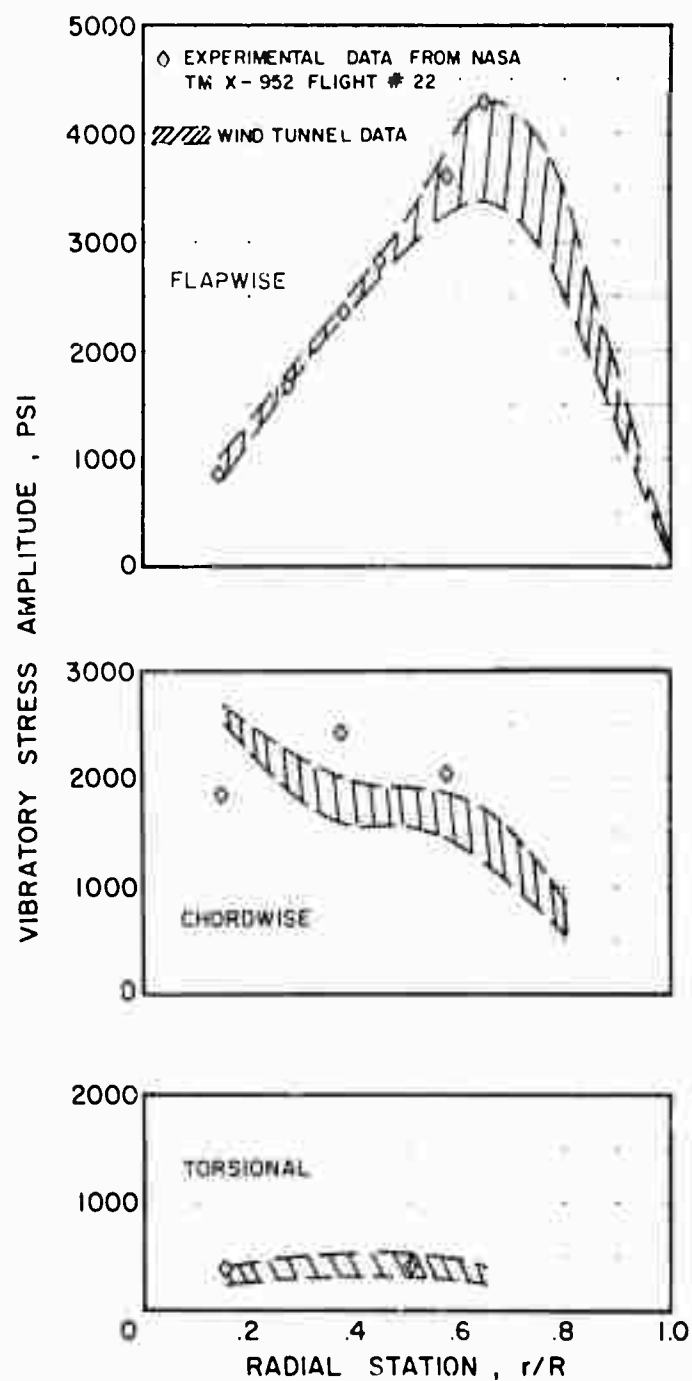 5000
◇ EXPERIMENTAL DATA FROM NASA
TM X-952 FLIGHT # 22
4000
WIND TUNNEL DATA
3000
FLAPWISE
2000
1000
0
VIBRATORY STRESS AMPLITUDE , PSI
3000
2000
1000
CHORDWISE
0
2000
TORSIONAL
1000
0 .2 .4 .6 .8 1.0
RADIAL STATION , r/R